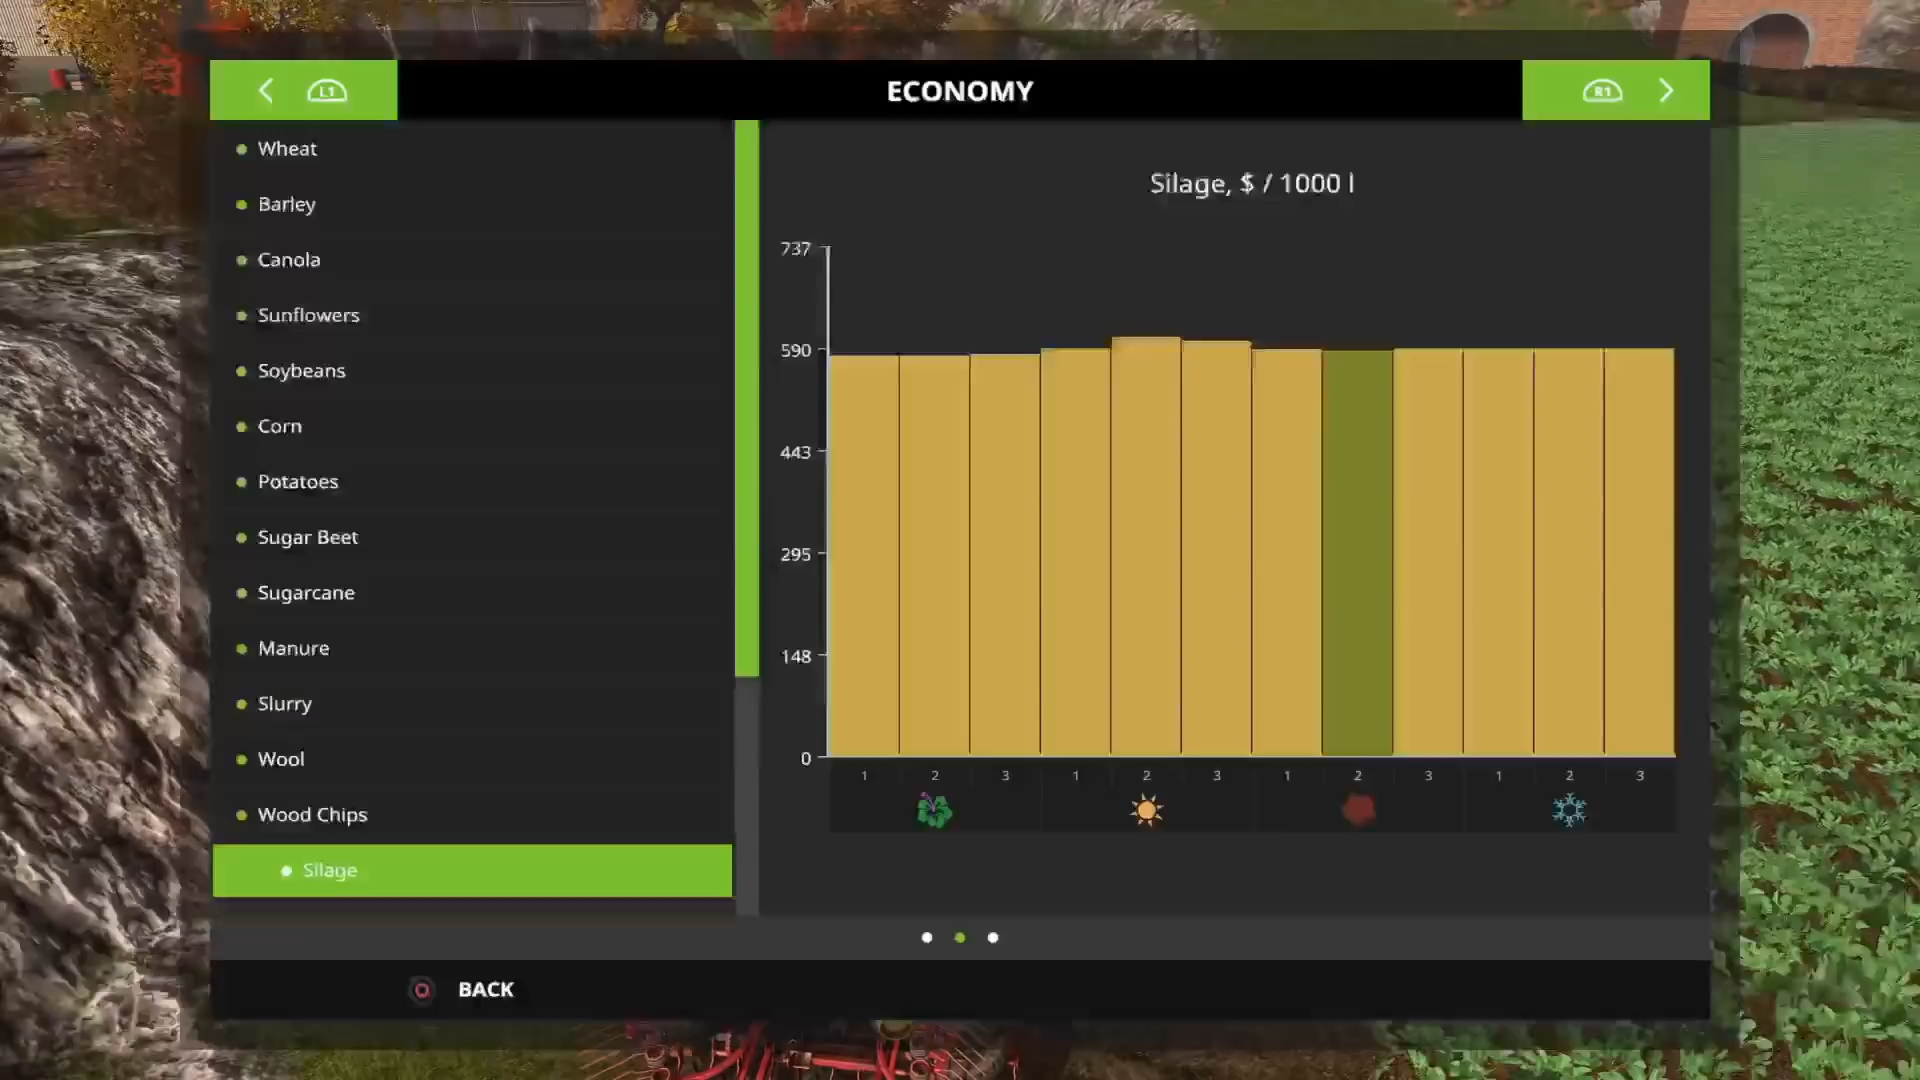 L1
ECONOMY
R1
Wheat
Barley
Canola
Sunflowers
Soybeans
Corn
Potatoes
Sugar Beet
Sugarcane
Manure
Slurry
Wool
Wood Chips
Silage
Silage, $ / 1000 l
737
590
443
295
148
0
1 2 3 1 2 3 1 2 3 1 2 3
BACK